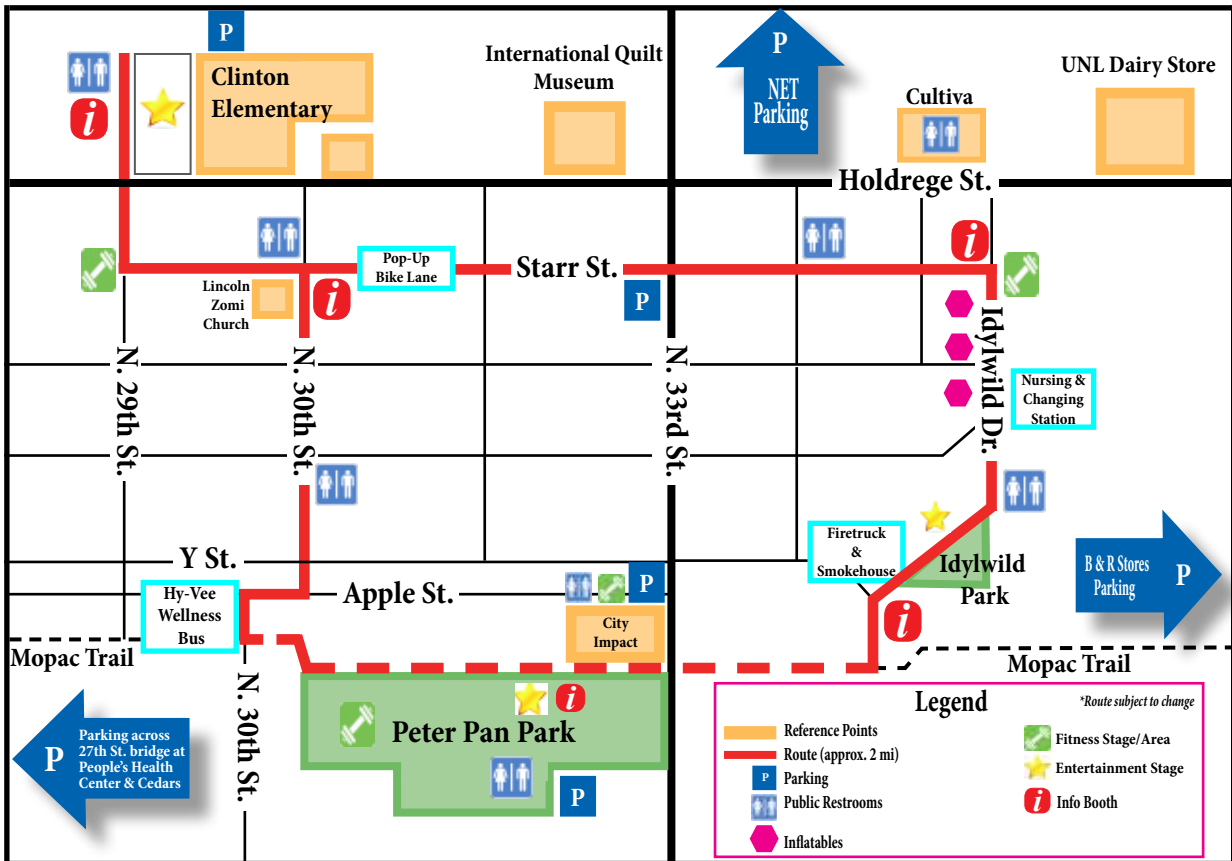 P
Clinton
Elementary
i
International Quilt
Museum
P
NET
Parking
Cultiva
UNL Dairy Store
Holdrege St.
Pop-Up
Bike Lane
Starr St.
i
Lincoln
Zomi
Church
i
P
N. 29th St.
N. 30th St.
N. 33rd St.
Idylwild Dr.
Nursing &
Changing
Station
Y St.
Firetruck
&
Smokehouse
Idylwild
Park
B & R Stores
Parking
P
Hy-Vee
Wellness
Bus
Apple St.
P
City
Impact
i
Mopac Trail
Mopac Trail
N. 30th St.
i
Peter Pan Park
P
P
Parking across
27th St. bridge at
People's Health
Center & Cedars
Legend
*Route subject to change
Reference Points
Route (approx. 2 mi)
P
Parking
Public Restrooms
Inflatables
Fitness Stage/Area
Entertainment Stage
i
Info Booth